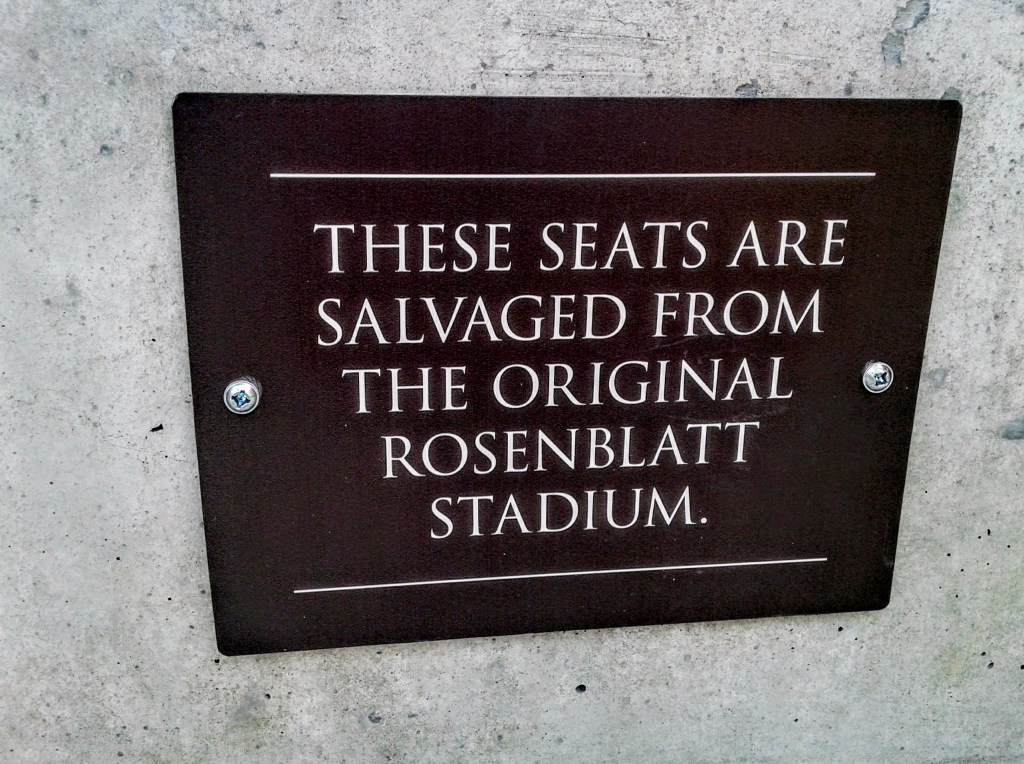 THESE SEATS ARE
SALVAGED FROM
THE ORIGINAL
ROSENBLATT
STADIUM.